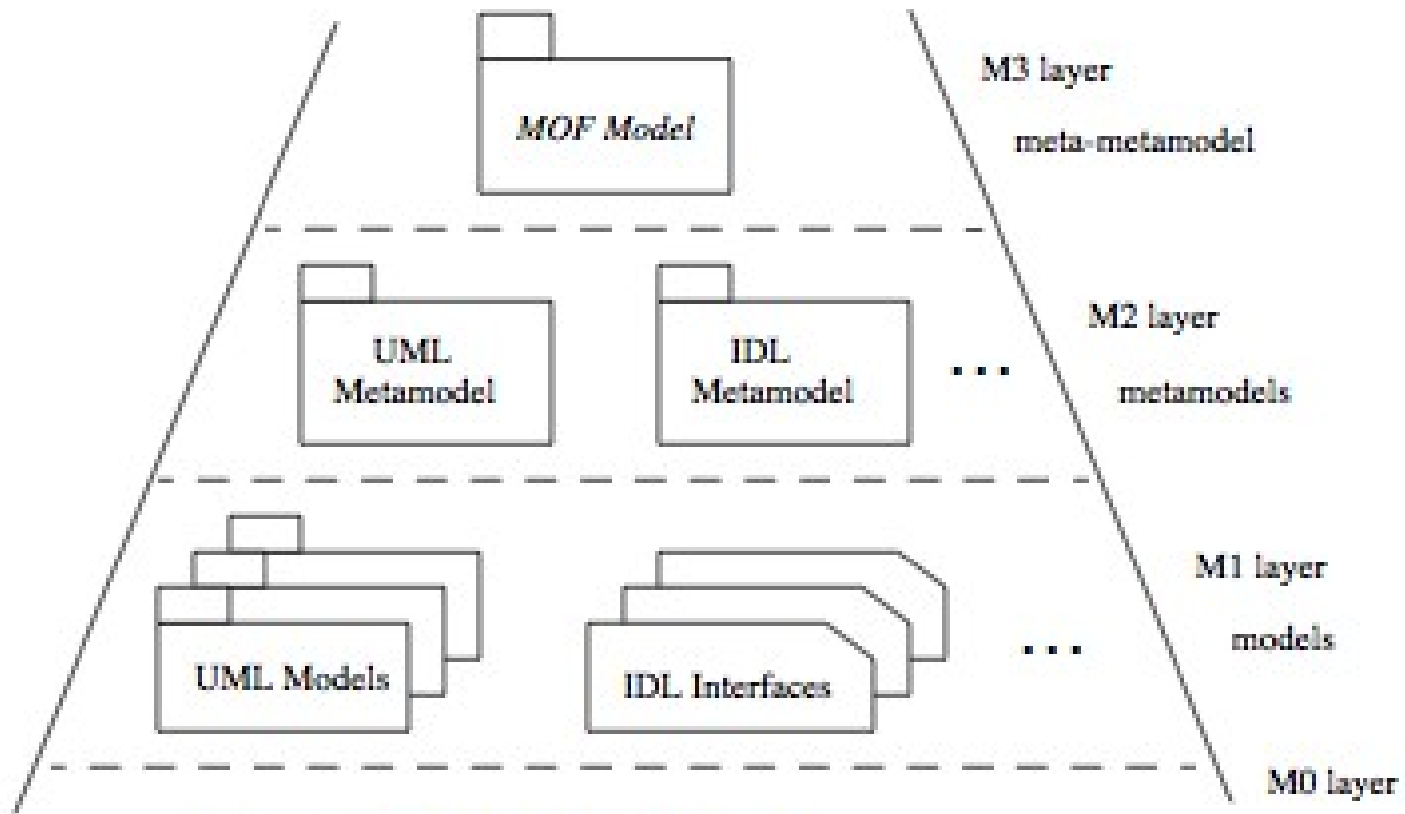 M3 layer
MOF Model
meta-metamodel
M2 layer
UML
Metamodel
IDL
Metamodel
...
metamodels
M1 layer
models
...
UML Models
IDL Interfaces
M0 layer